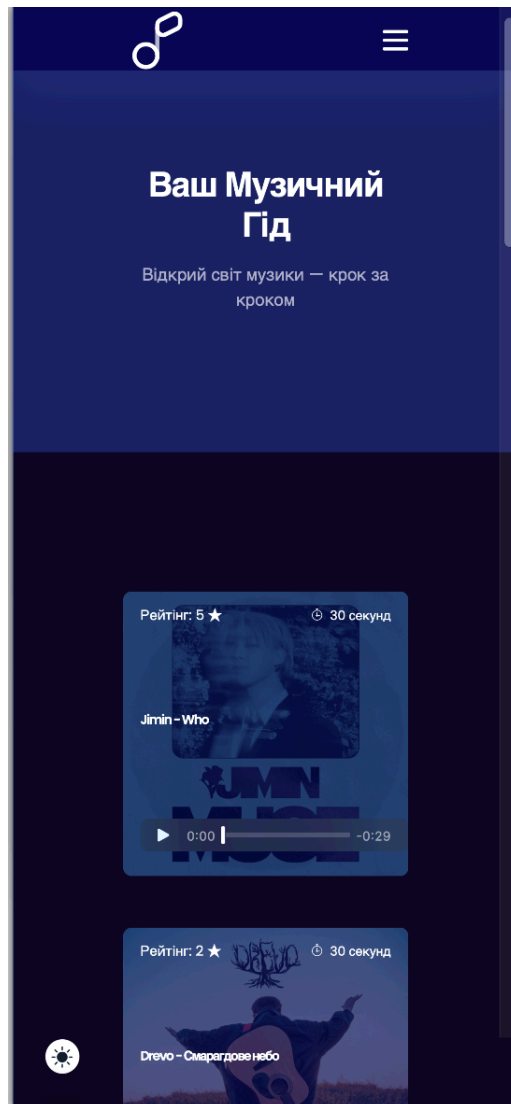 Ваш Музичний
Гід
Відкрий світ музики — крок за
кроком
Рейтінг: 5 ★
30 секунд
Jimin - Who
JIMIN
MUSE
0:00
-0:29
Рейтінг: 2 ★
DREVO
30 секунд
Drevo - Смарагдове небо